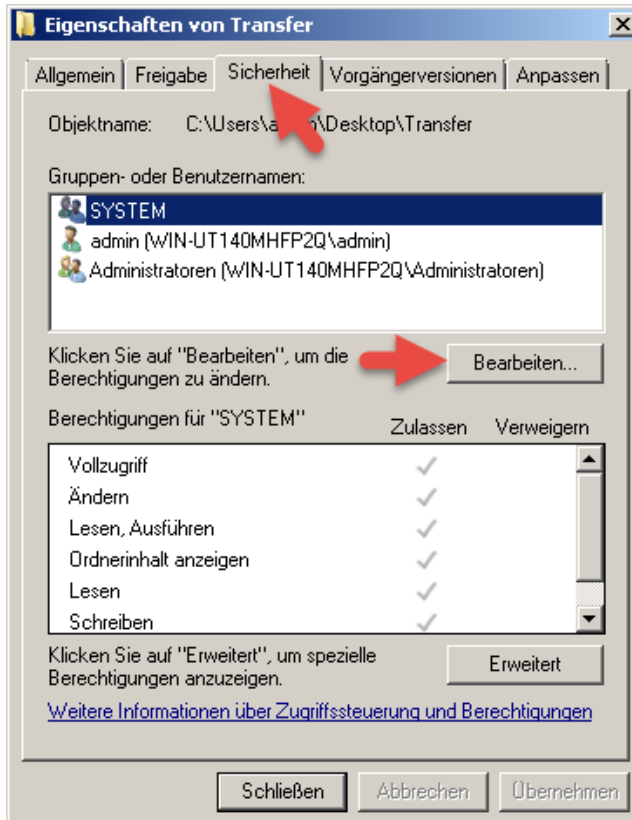 Eigenschaften von Transfer
Allgemein Freigabe Sicherheit Vorgängerversionen Anpassen
Objektname: C:\Users\a n\Desktop\Transfer
Gruppen- oder Benutzernamen:
SYSTEM
admin (WIN-UT140MHFP2Q\admin)
Administratoren (WIN-UT140MHFP2Q\Administratoren)
Klicken Sie auf "Bearbeiten", um die
Berechtigungen zu ändern.
Bearbeiten...
Berechtigungen für "SYSTEM"
Zulassen Verweigern
Vollzugriff
Ändern
Lesen, Ausführen
Ordnerinhalt anzeigen
Lesen
Schreiben
Klicken Sie auf "Erweitert", um spezielle
Berechtigungen anzuzeigen.
Erweitert
Weitere Informationen über Zugriffssteuerung und Berechtigungen
Schließen Abbrechen Übernehmen